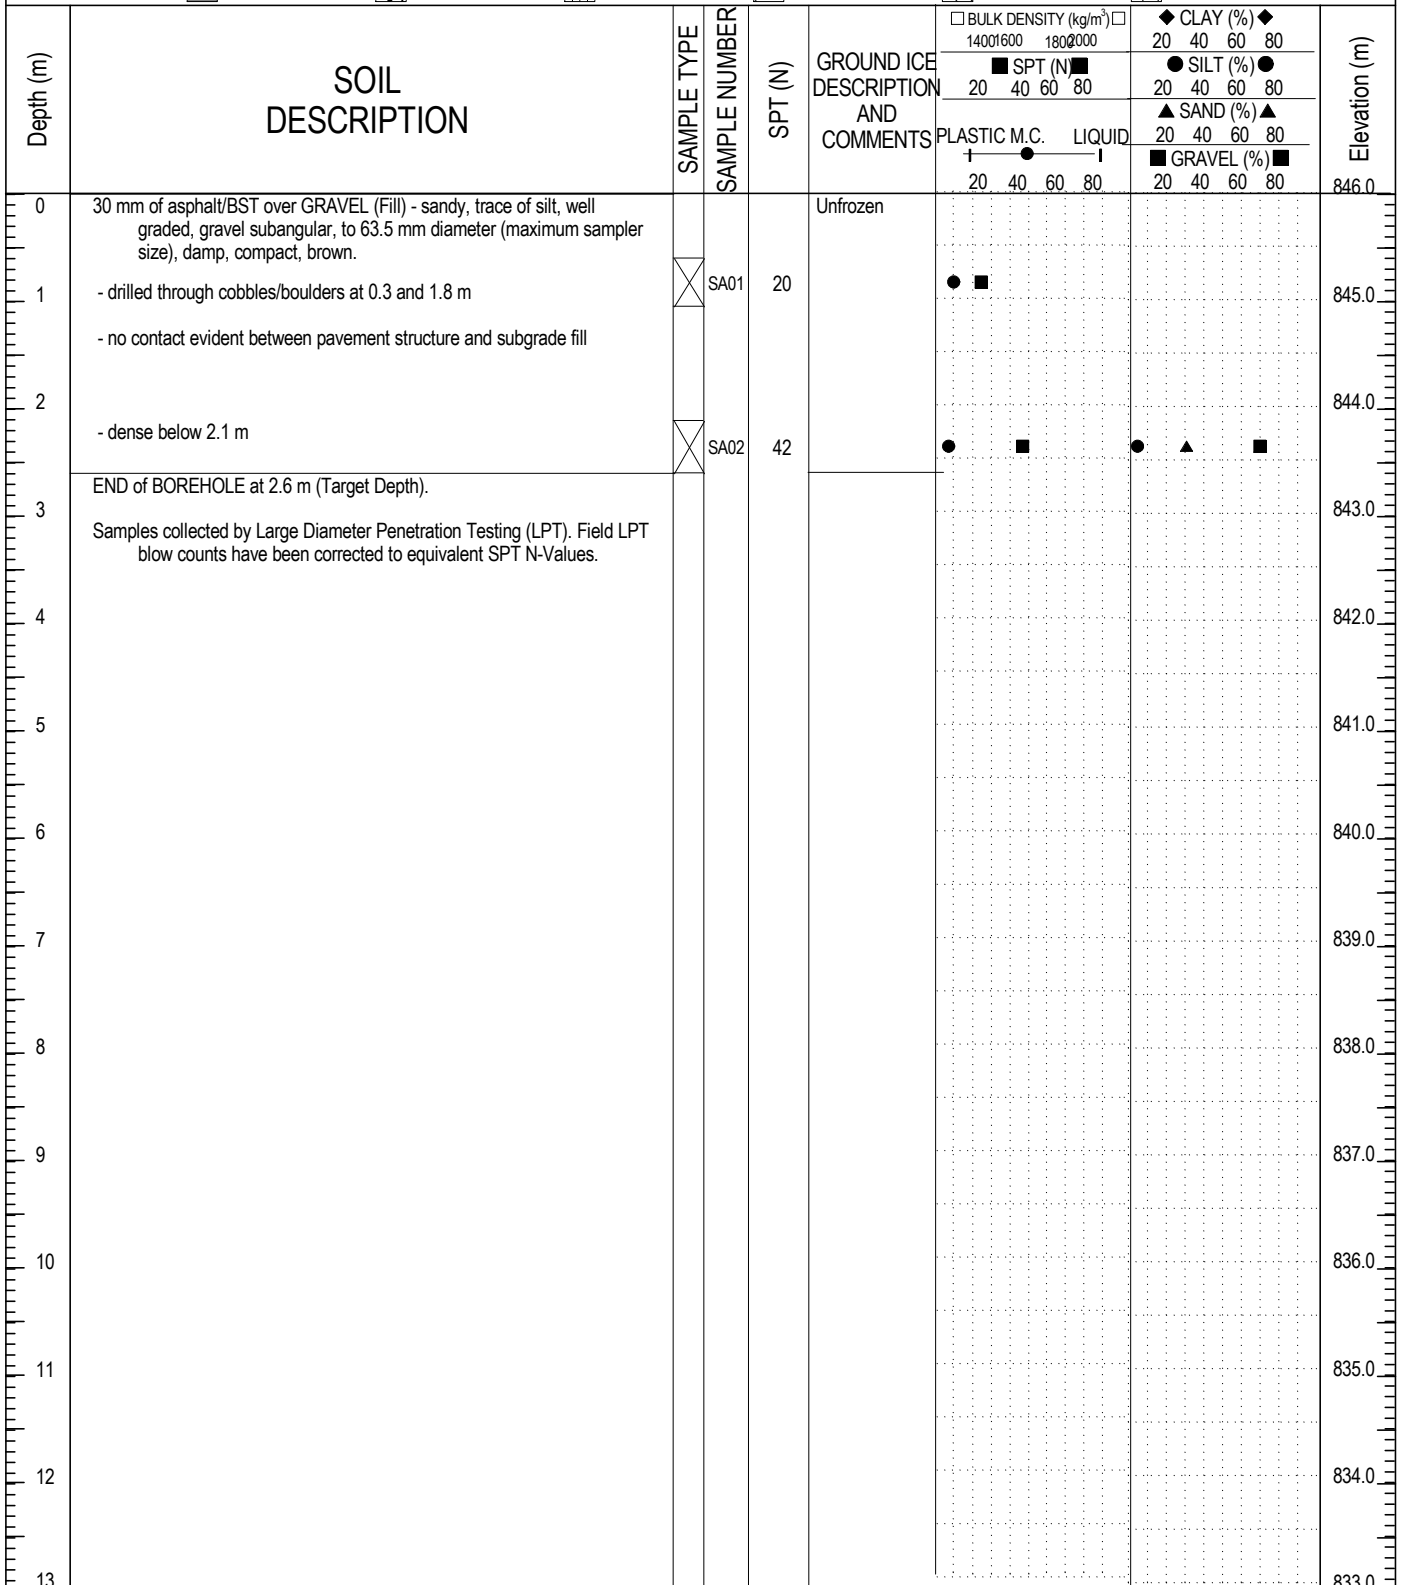 Depth (m)
SOIL
DESCRIPTION
SAMPLE TYPE
SAMPLE NUMBER
SPT (N)
GROUND ICE
DESCRIPTION
AND
COMMENTS
BULK DENSITY (kg/m³)
1400 1600 1800 2000
SPT (N)
20 40 60 80
PLASTIC M.C. LIQUID
20 40 60 80
CLAY (%)
20 40 60 80
SILT (%)
20 40 60 80
SAND (%)
20 40 60 80
GRAVEL (%)
20 40 60 80
Elevation (m)
846.0
0
30 mm of asphalt/BST over GRAVEL (Fill) - sandy, trace of silt, well
graded, gravel subangular, to 63.5 mm diameter (maximum sampler
size), damp, compact, brown.
Unfrozen
- drilled through cobbles/boulders at 0.3 and 1.8 m
SA01 20
1
845.0
- no contact evident between pavement structure and subgrade fill
2
844.0
- dense below 2.1 m
SA02 42
END of BOREHOLE at 2.6 m (Target Depth).
3
843.0
Samples collected by Large Diameter Penetration Testing (LPT). Field LPT
blow counts have been corrected to equivalent SPT N-Values.
4
842.0
5
841.0
6
840.0
7
839.0
8
838.0
9
837.0
10
836.0
11
835.0
12
834.0
13
833.0